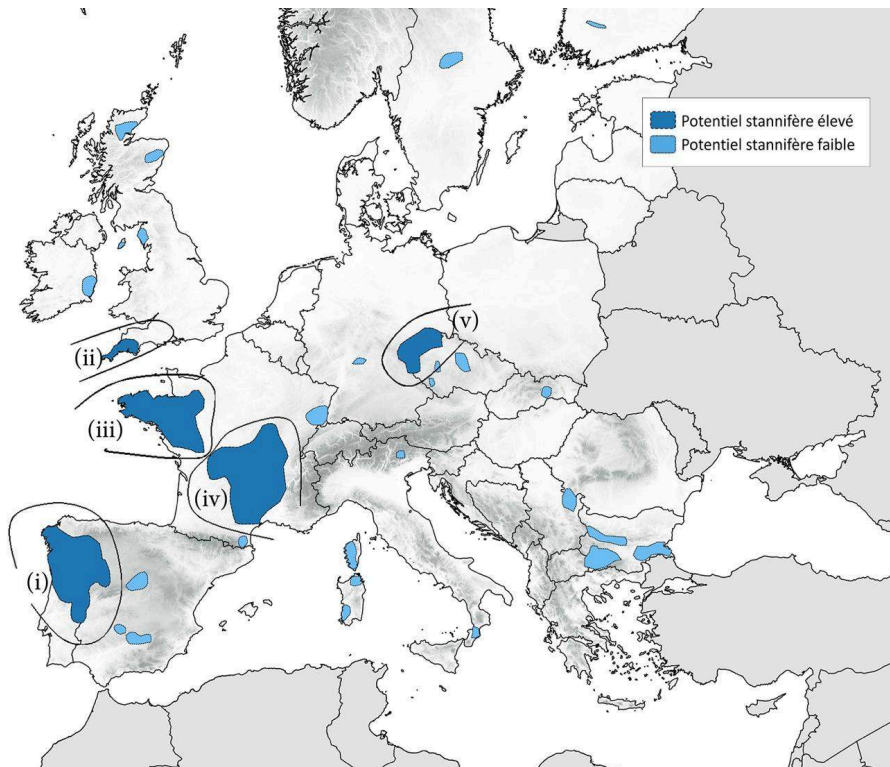 Potentiel stannifère élevé
Potentiel stannifère faible
(v)
(ii)
(iii)
(iv)
(i)